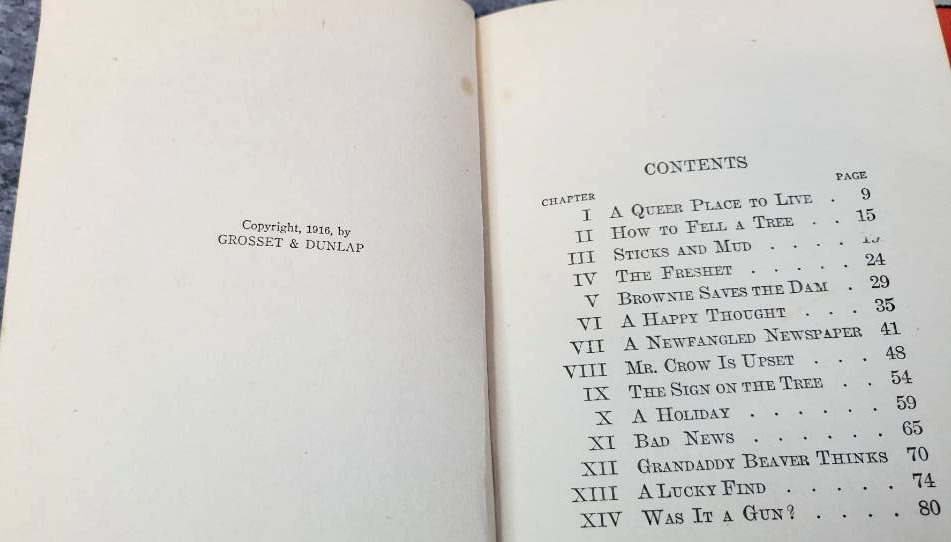 Copyright, 1916, by
GROSSET & DUNLAP
CONTENTS
CHAPTER PAGE
I A Queer Place to Live . 9
II How to Fell a Tree . . 15
III Sticks and Mud . . . .
IV The Freshet . . . . . 24
V Brownie Saves the Dam . 29
VI A Happy Thought . . . 35
VII A Newfangled Newspaper 41
VIII Mr. Crow Is Upset . . . 48
IX The Sign on the Tree . . 54
X A Holiday . . . . . . 59
XI Bad News . . . . . . 65
XII Grandaddy Beaver Thinks 70
XIII A Lucky Find . . . . . 74
XIV Was It a Gun? . . . . 80